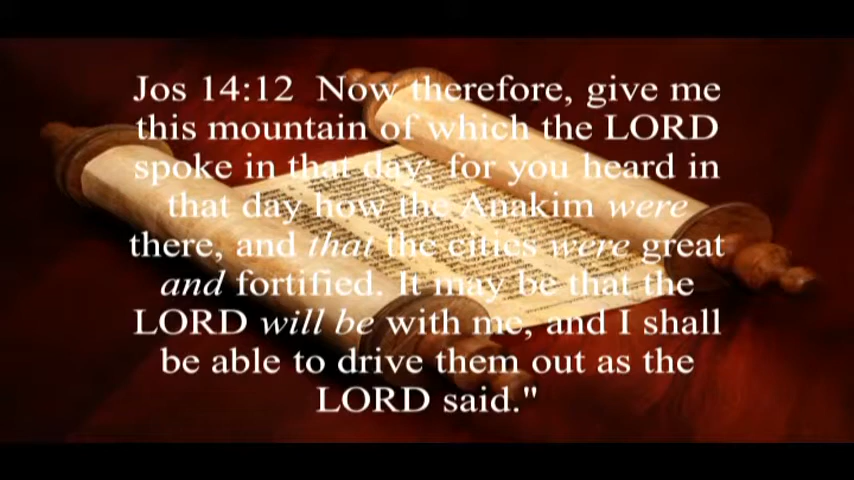 Jos 14:12  Now therefore, give me
this mountain of which the LORD
spoke in that day; for you heard in
that day how the Anakim were
there, and that the cities were great
and fortified. It may be that the
LORD will be with me, and I shall
be able to drive them out as the
LORD said."